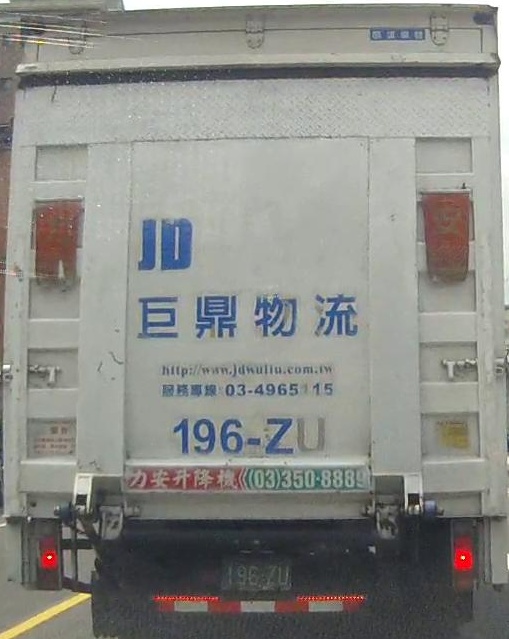 安
JD
巨鼎物流
http://www.jdwuliu.com.tw
服務專線:03-4965115
196-ZU
力安升降機 (03)350-8889
196-ZU